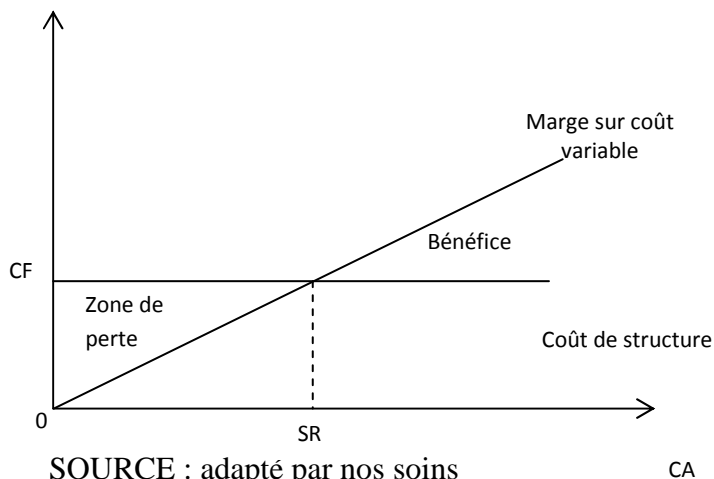 Marge sur coût
variable
Bénéfice
CF
Zone de
perte
Coût de structure
0
SR
SOURCE : adapté par nos soins
CA